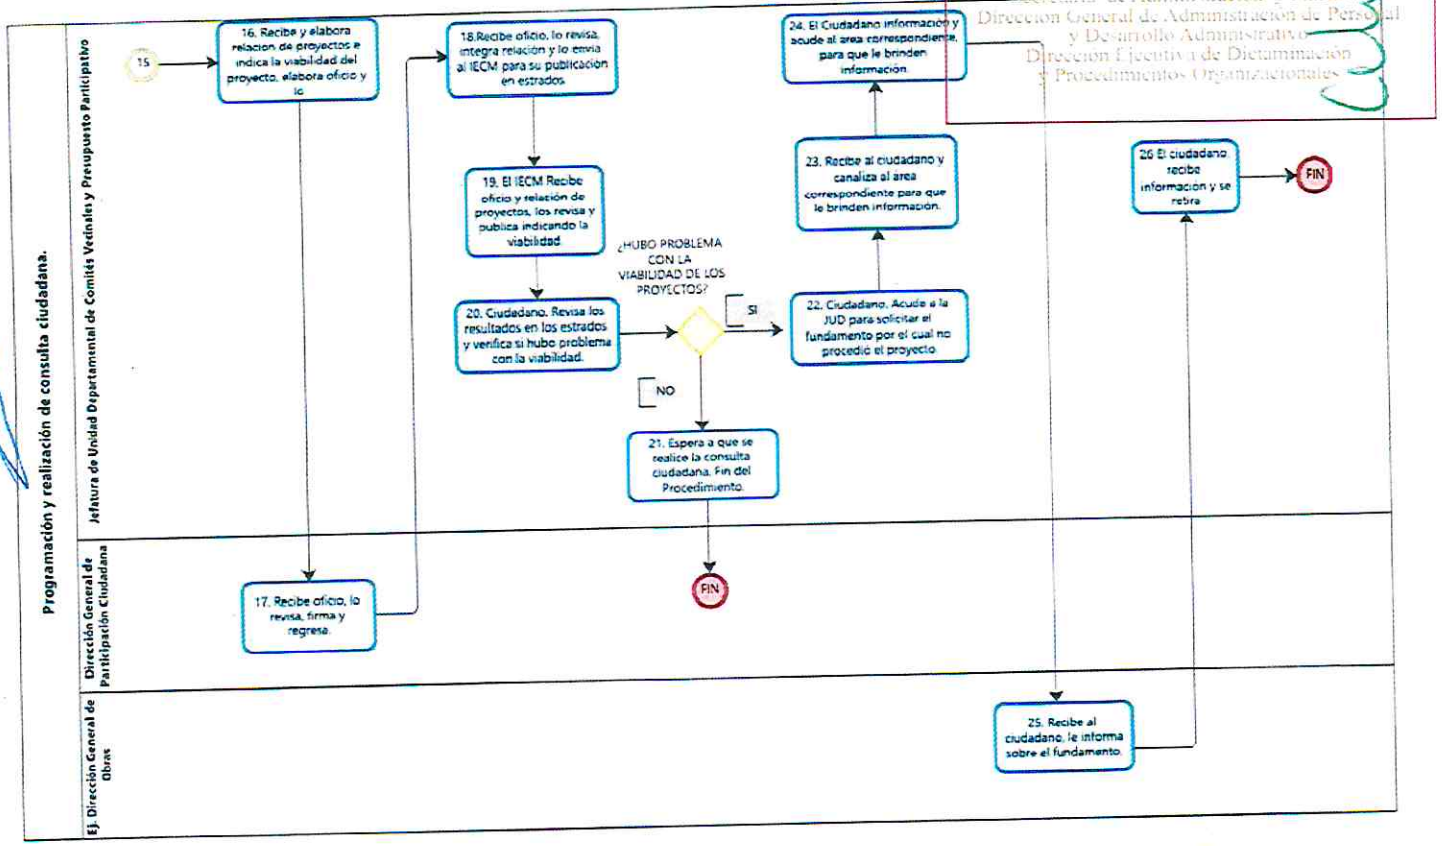 Programación y realización de consulta ciudadana.
Jefatura de Unidad Departamental de Comités Vecinales y Presupuesto Participativo
15
16. Recibe y elabora
relación de proyectos e
indica la viabilidad del
proyecto, elabora oficio y
lo
18.Recibe oficio, lo revisa,
integra relación y lo envía
al IECM para su publicación
en estrados.
19. El IECM Recibe
oficio y relación de
proyectos, los revisa y
publica indicando la
viabilidad
20. Ciudadano. Revisa los
resultados en los estrados
y verifica si hubo problema
con la viabilidad.
¿HUBO PROBLEMA
CON LA
VIABILIDAD DE LOS
PROYECTOS?
SI
NO
21. Espera a que se
realice la consulta
ciudadana. Fin del
Procedimiento.
FIN
22. Ciudadano. Acude a la
JUD para solicitar el
fundamento por el cual no
procedió el proyecto.
23. Recibe al ciudadano y
canaliza al área
correspondiente para que
le brinden información.
24. El Ciudadano información y
acude al área correspondiente,
para que le brinden
información.
Dirección General de Administración de Personal
y Desarrollo Administrativo
Dirección Ejecutiva de Dictaminación
y Procedimientos Organizacionales
26 El ciudadano,
recibe
información y se
retira
FIN
Dirección General de
Participación Ciudadana
17. Recibe oficio, lo
revisa, firma y
regresa.
Ej. Dirección General de
Obras
25. Recibe al
ciudadano, le informa
sobre el fundamento.